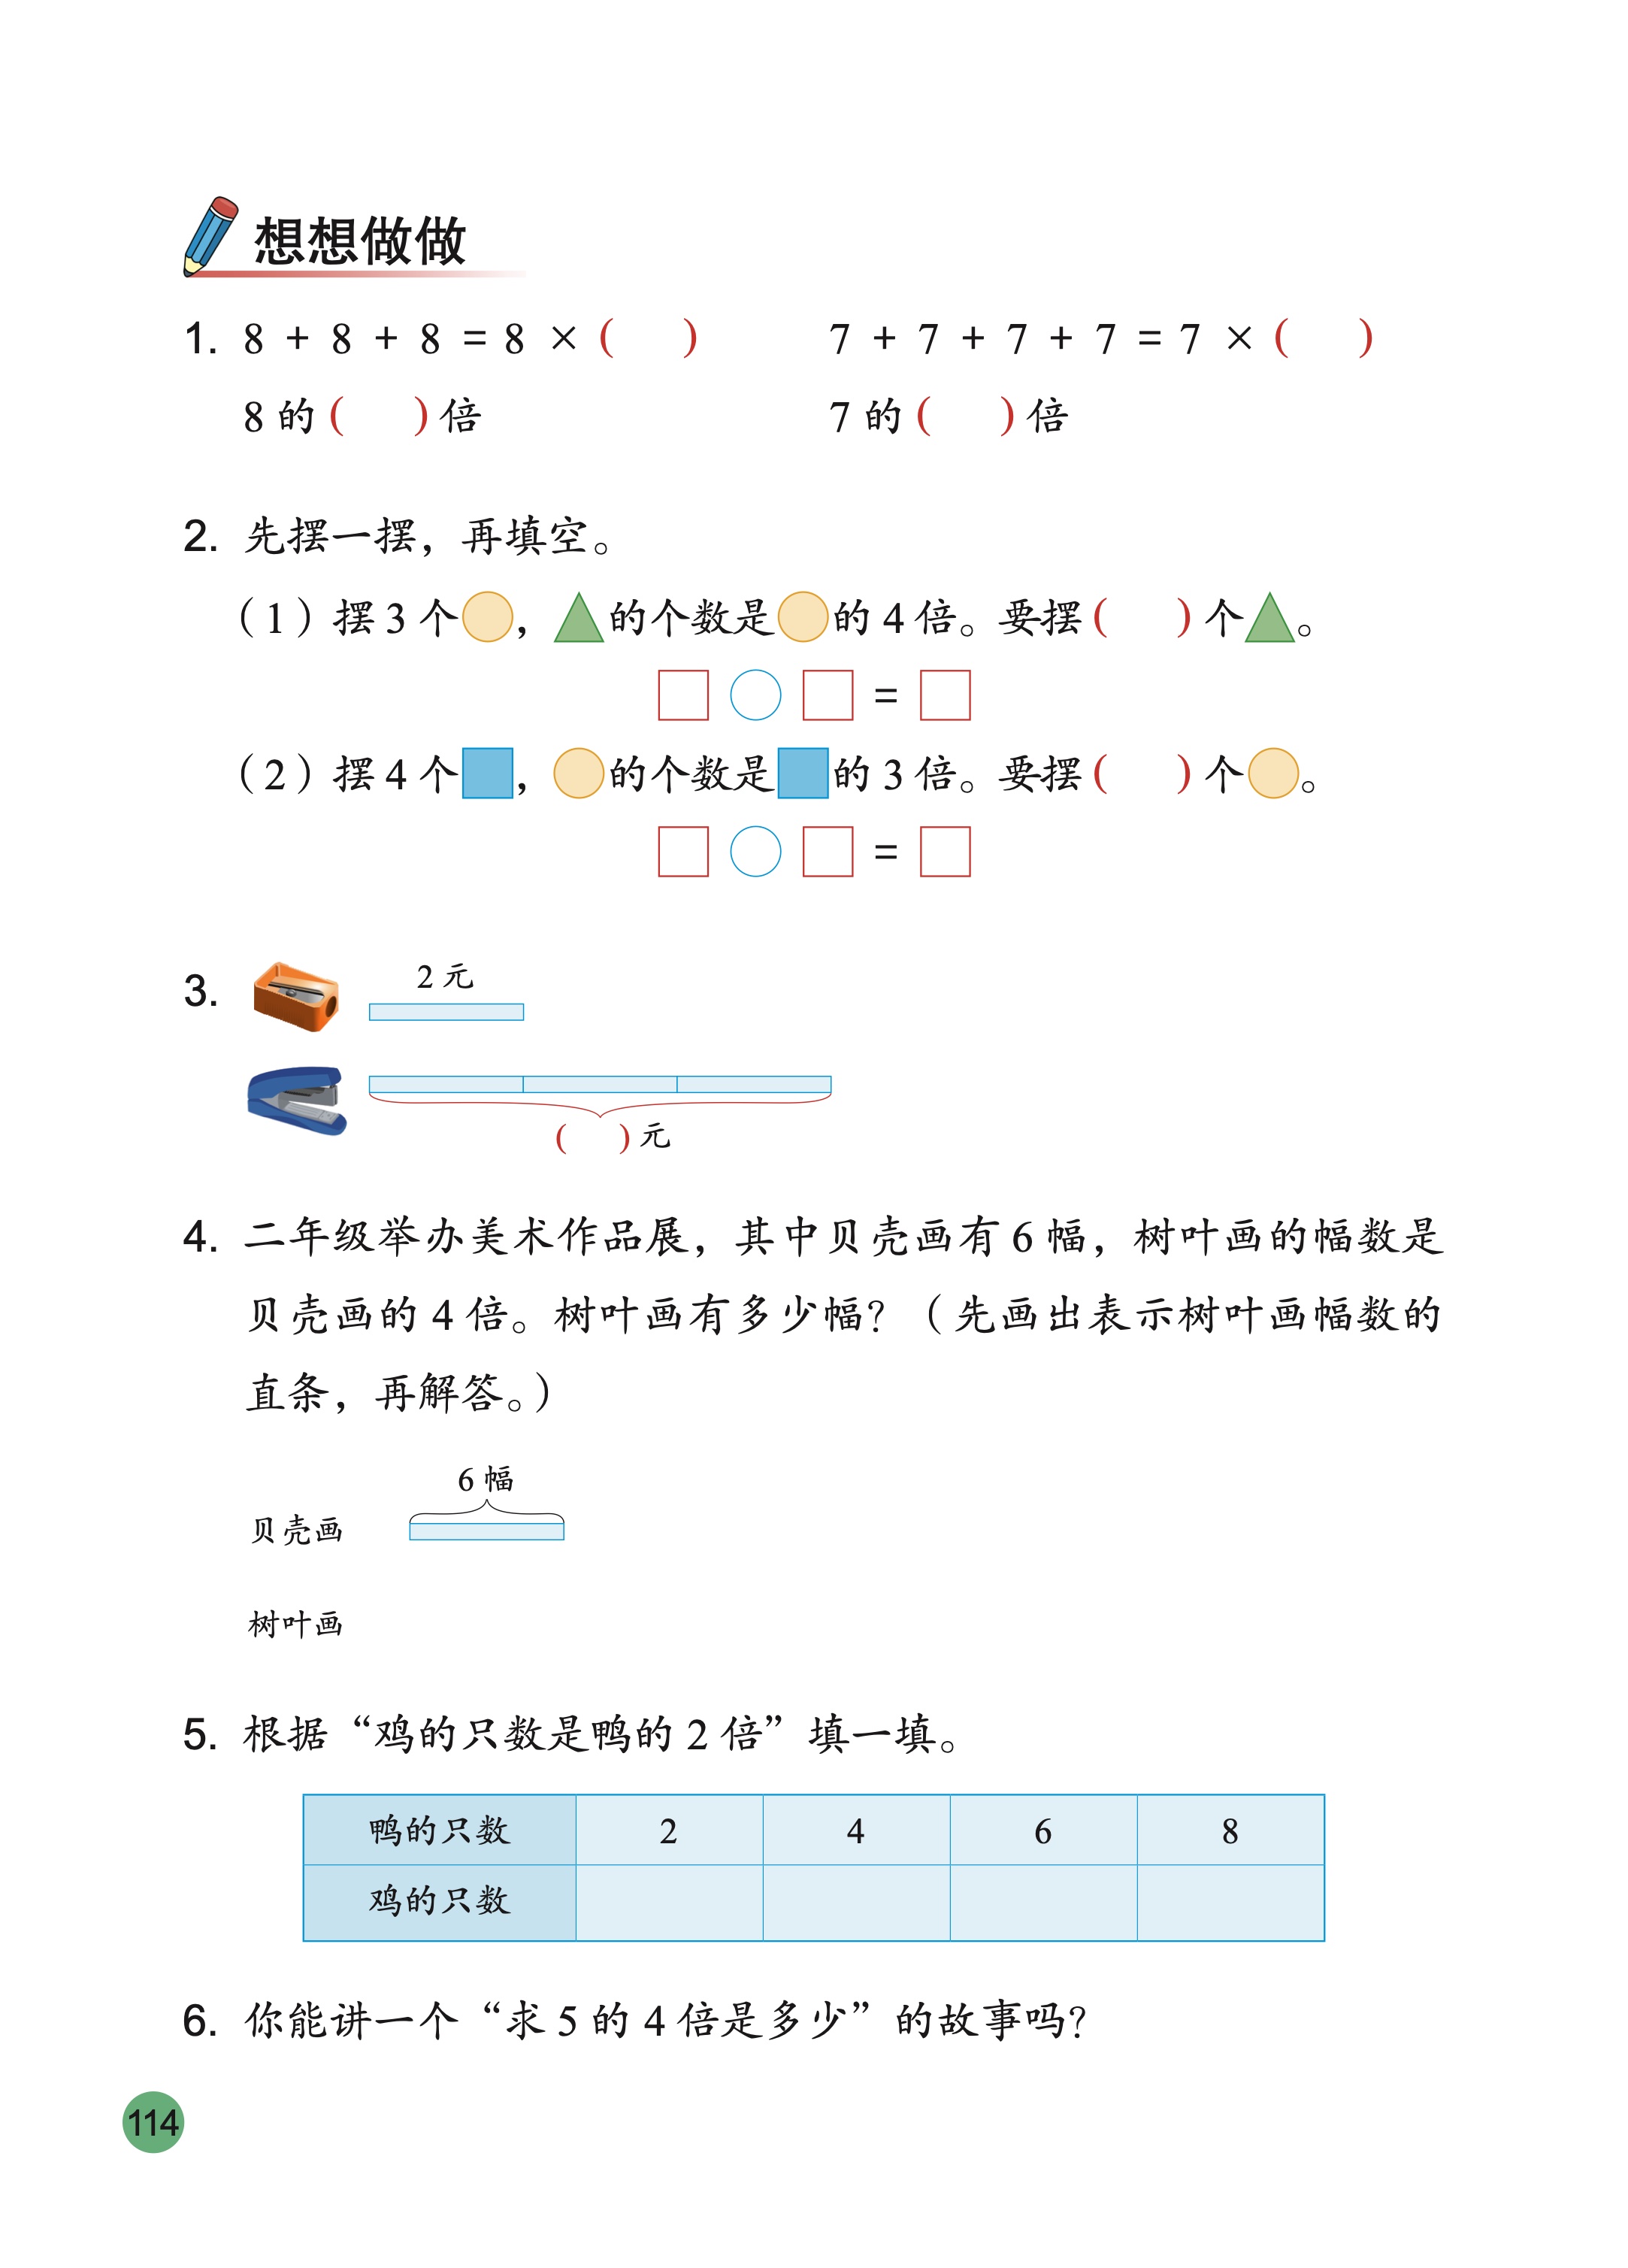 想想做做
1. 8 + 8 + 8 = 8 × (    )    7 + 7 + 7 + 7 = 7 × (    )
8 的 (    ) 倍    7 的 (    ) 倍
2. 先摆一摆，再填空。
（1）摆 3 个，的个数是的 4 倍。要摆 (    ) 个。
=
（2）摆 4 个，的个数是的 3 倍。要摆 (    ) 个。
=
3. 2 元
(    ) 元
4. 二年级举办美术作品展，其中贝壳画有 6 幅，树叶画的幅数是
贝壳画的 4 倍。树叶画有多少幅？（先画出表示树叶画幅数的
直条，再解答。）
6 幅
贝壳画
树叶画
5. 根据“鸡的只数是鸭的 2 倍”填一填。
鸭的只数 2 4 6 8
鸡的只数
6. 你能讲一个“求 5 的 4 倍是多少”的故事吗？
114